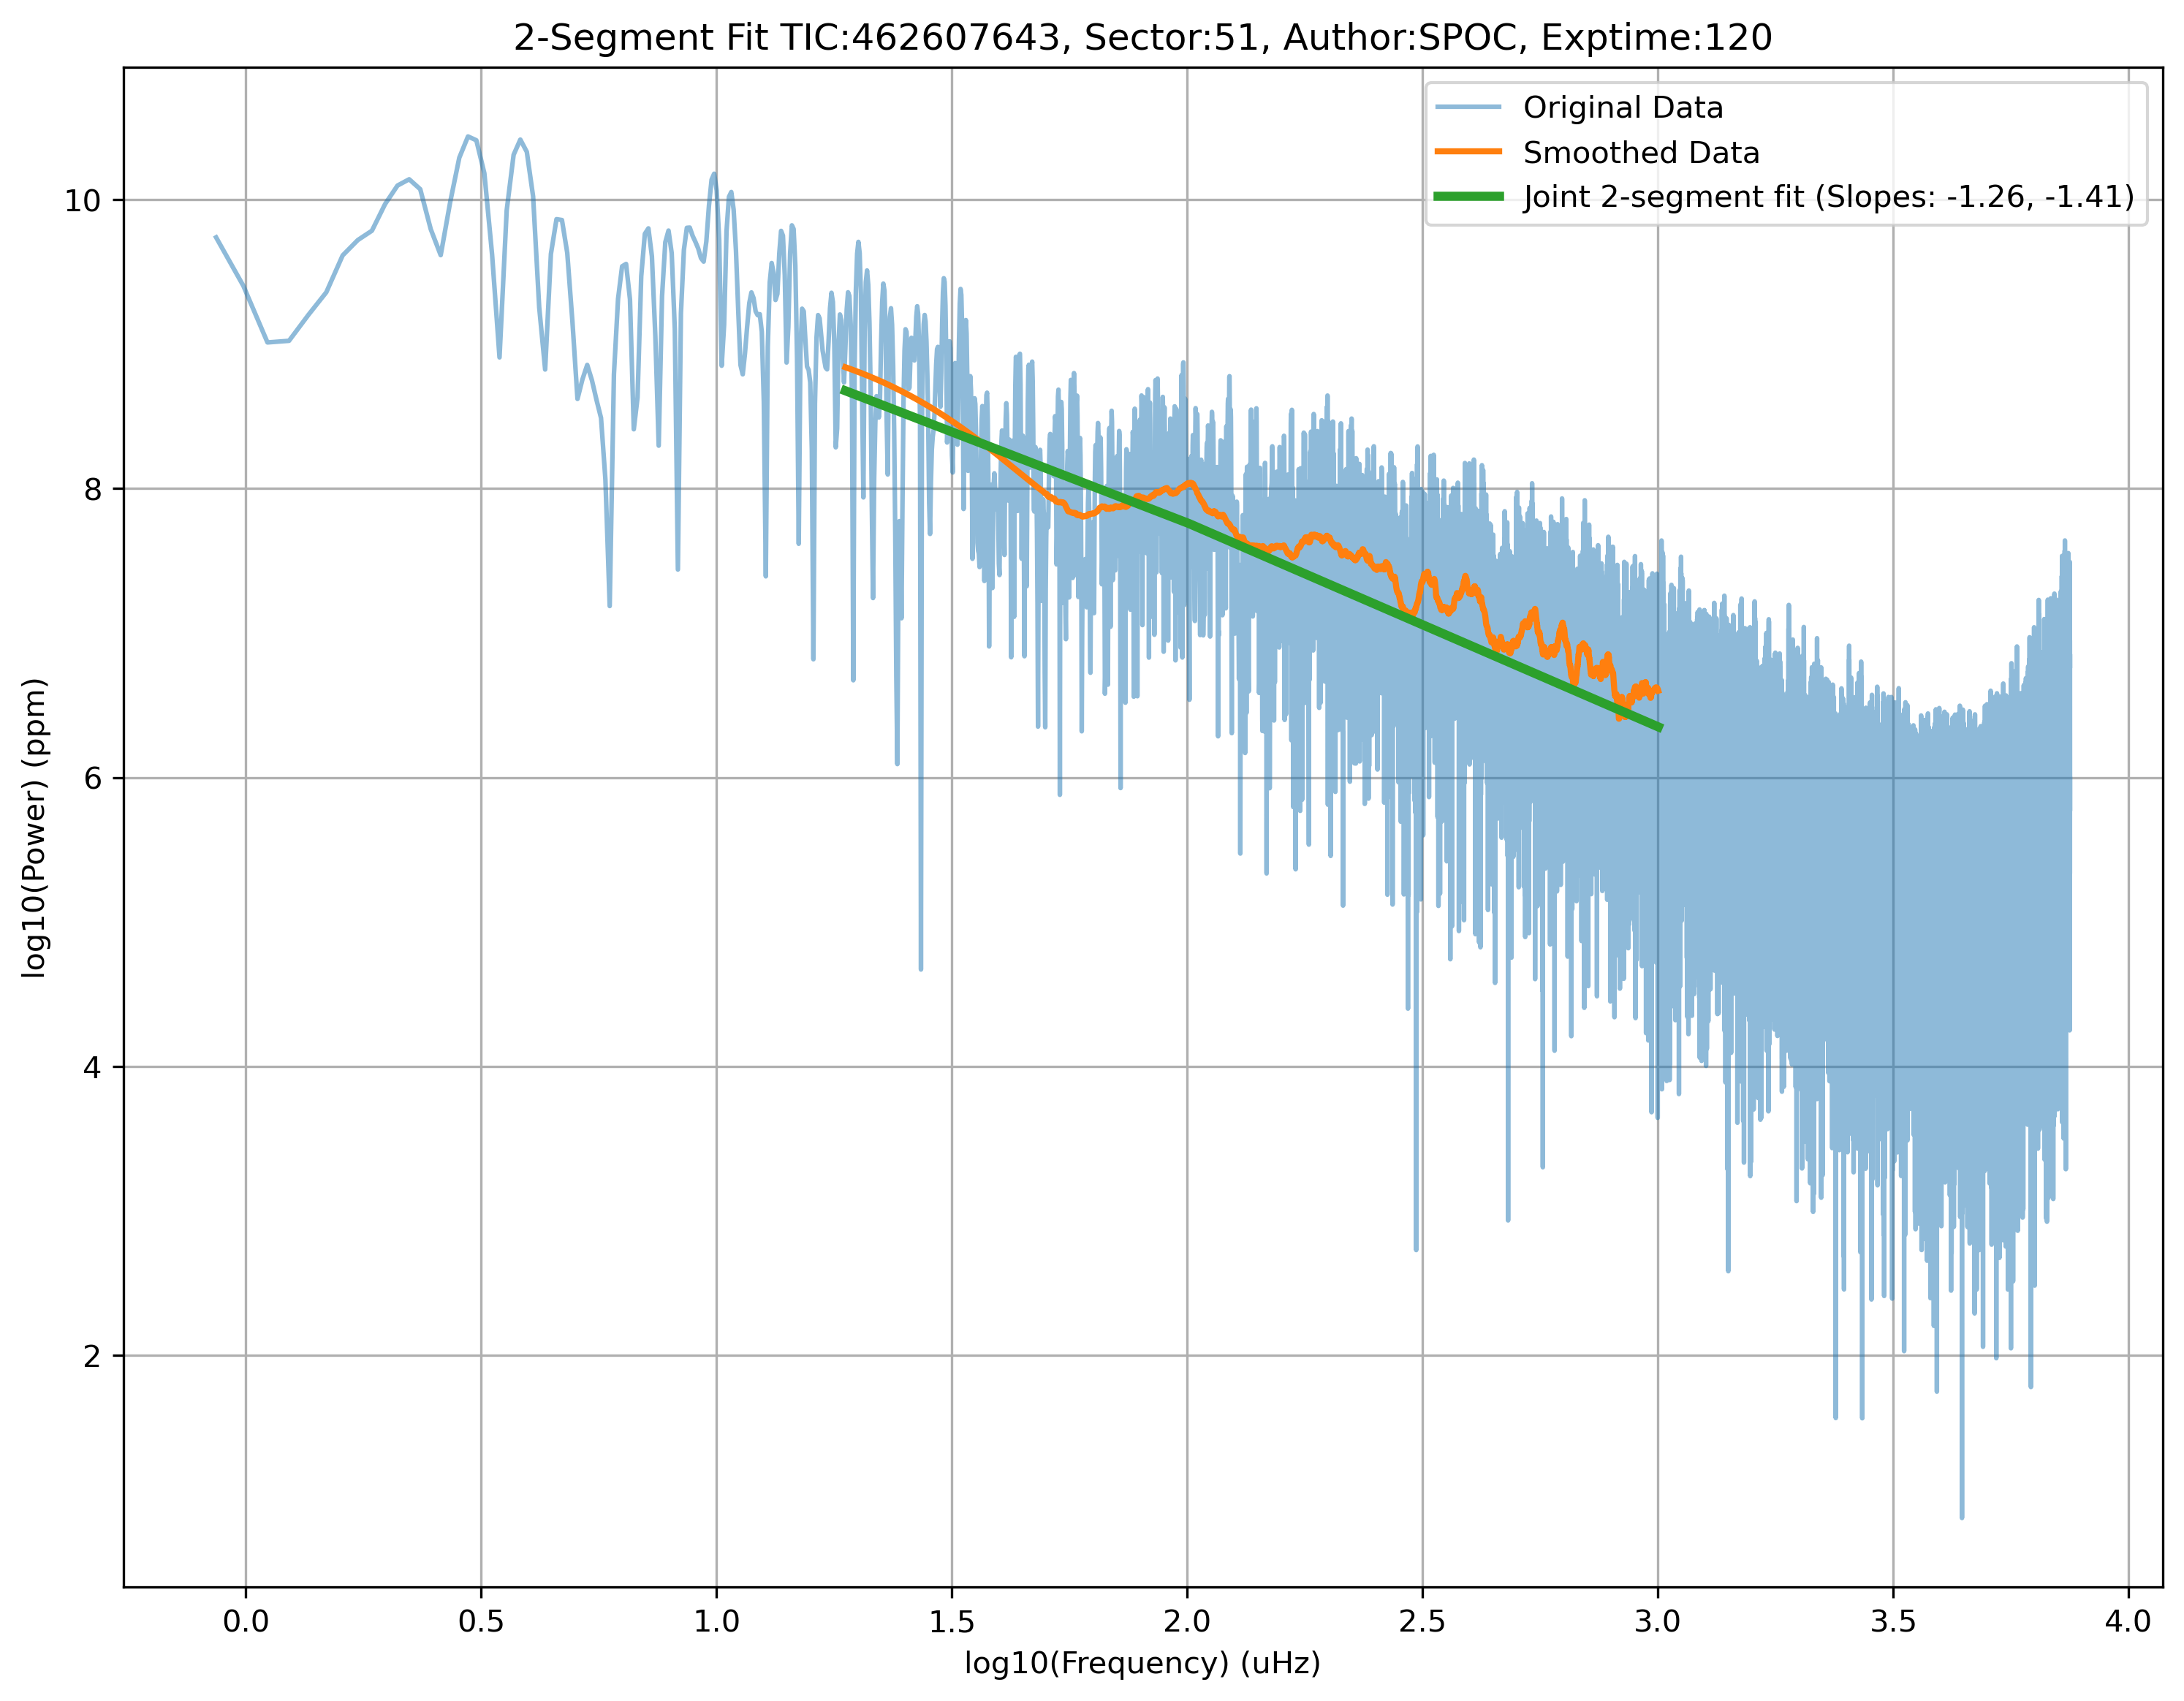 2-Segment Fit TIC:462607643, Sector:51, Author:SPOC, Exptime:120
Original Data
Smoothed Data
Joint 2-segment fit (Slopes: -1.26, -1.41)
log10(Power) (ppm)
10
8
6
4
2
0.0 0.5 1.0 1.5 2.0 2.5 3.0 3.5 4.0
log10(Frequency) (uHz)